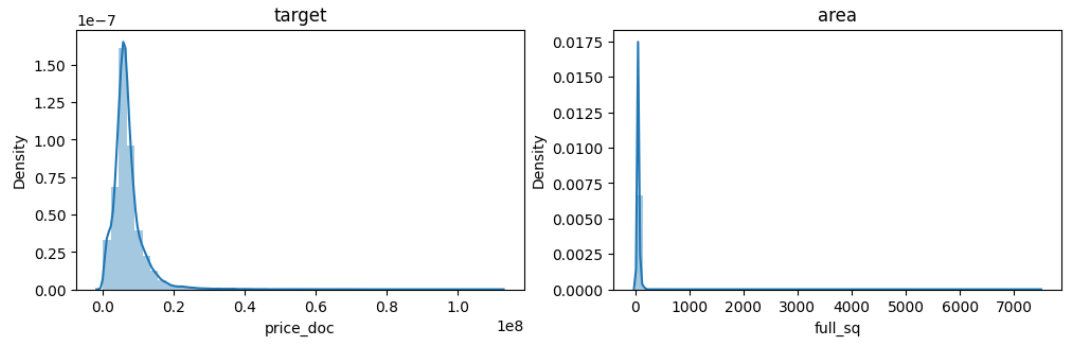 target
1e−7
Density
1.50
1.25
1.00
0.75
0.50
0.25
0.00
0.0 0.2 0.4 0.6 0.8 1.0
1e8
price_doc
area
Density
0.0175
0.0150
0.0125
0.0100
0.0075
0.0050
0.0025
0.0000
0 1000 2000 3000 4000 5000 6000 7000
full_sq